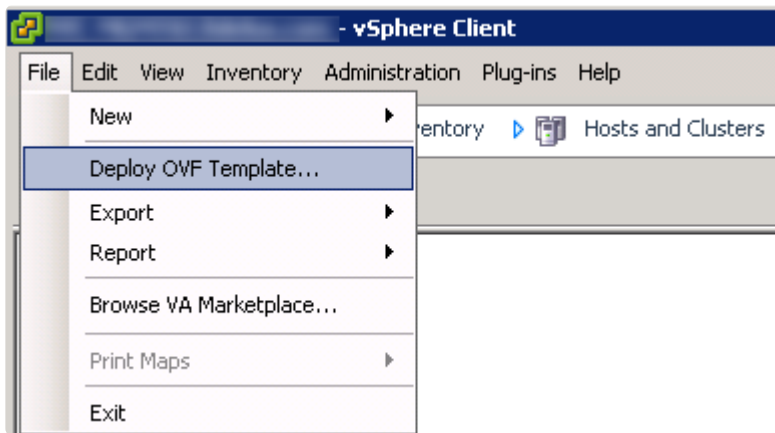 - vSphere Client
File Edit View Inventory Administration Plug-ins Help
New
entory Hosts and Clusters
Deploy OVF Template...
Export
Report
Browse VA Marketplace...
Print Maps
Exit